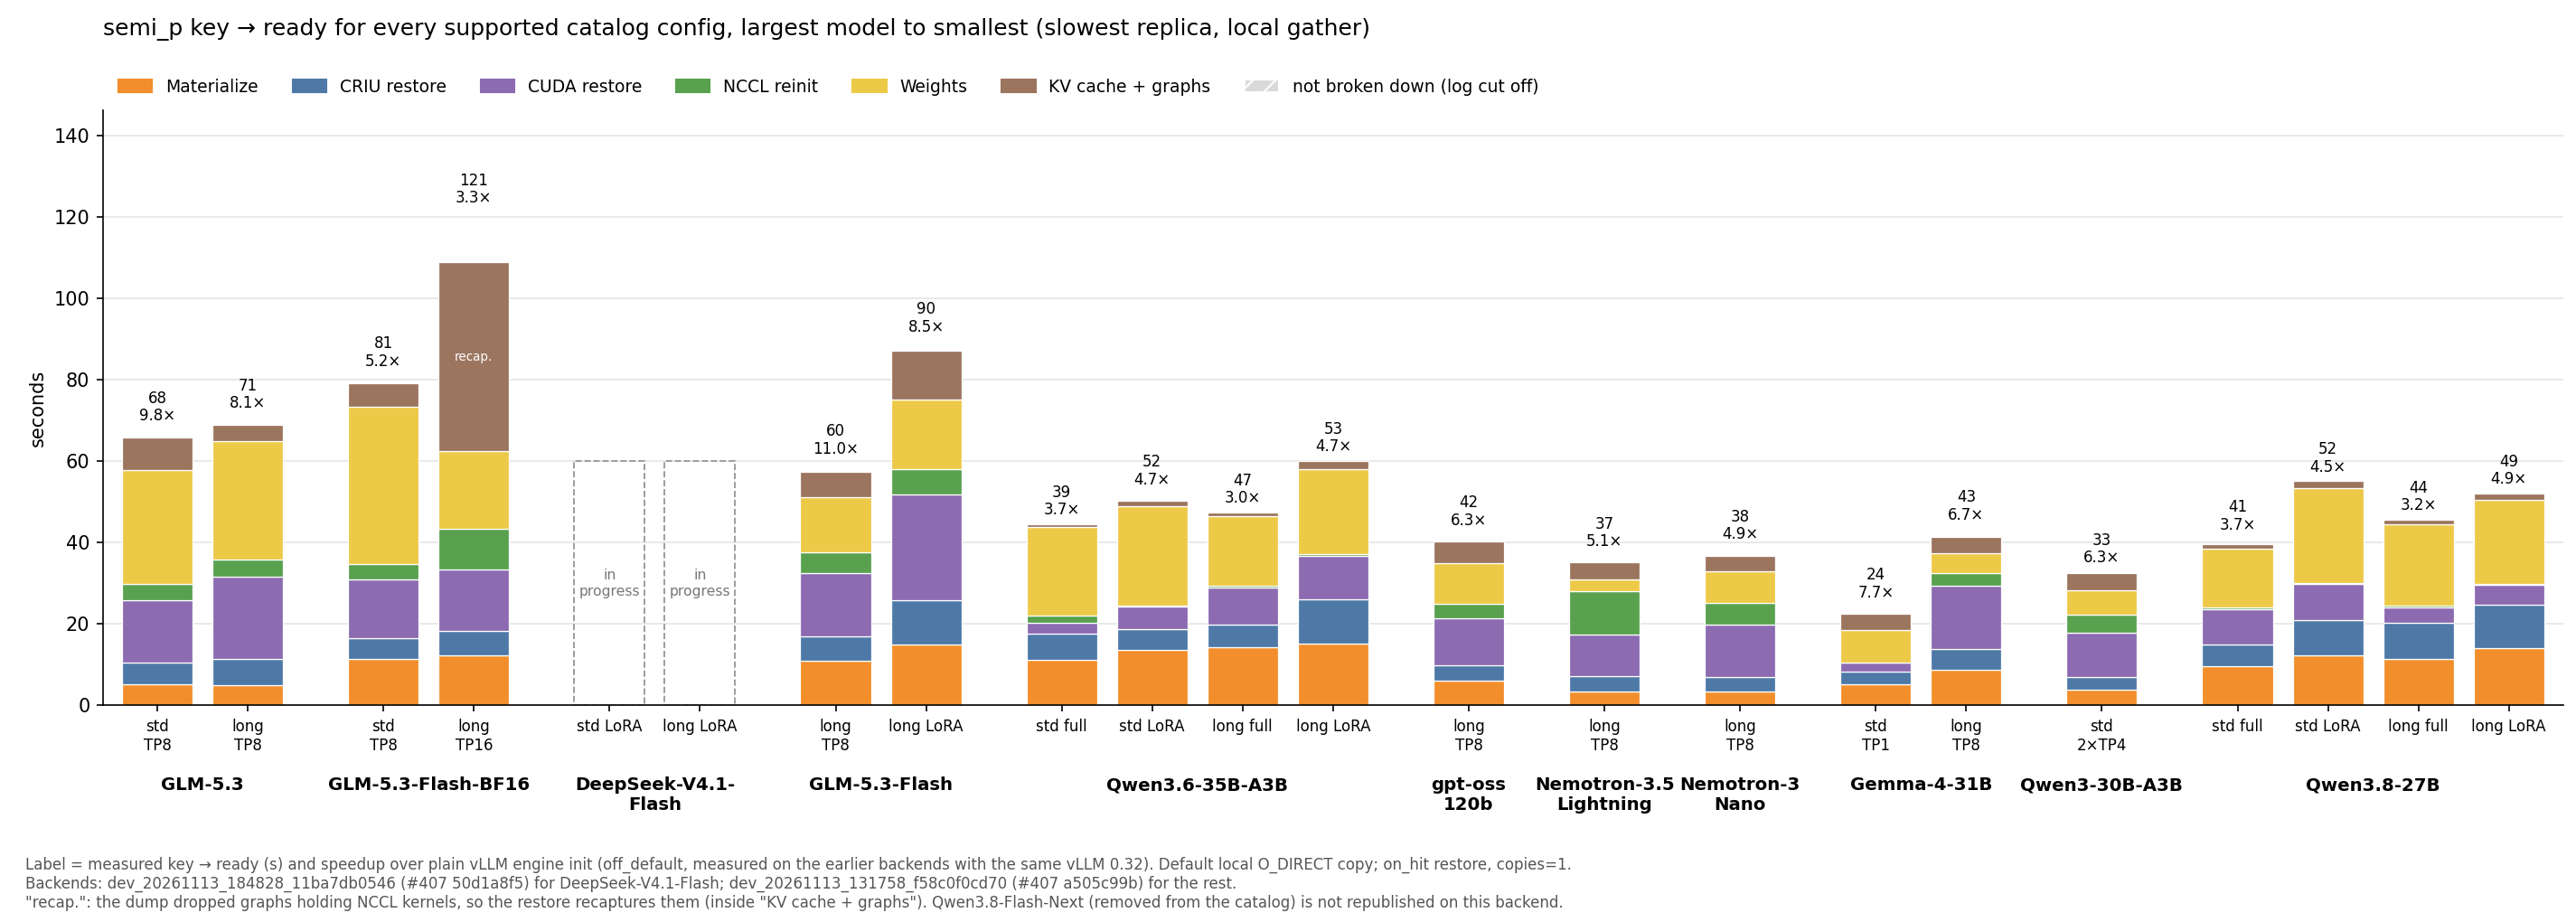 semi_p key → ready for every supported catalog config, largest model to smallest (slowest replica, local gather)
Materialize CRIU restore CUDA restore NCCL reinit Weights KV cache + graphs not broken down (log cut off)
seconds
140
120
100
80
60
40
20
0
68
9.8×
71
8.1×
81
5.2×
121
3.3×
recap.
in
progress
in
progress
60
11.0×
90
8.5×
39
3.7×
52
4.7×
47
3.0×
53
4.7×
42
6.3×
37
5.1×
38
4.9×
24
7.7×
43
6.7×
33
6.3×
41
3.7×
52
4.5×
44
3.2×
49
4.9×
std
TP8
long
TP8
std
TP8
long
TP16
std LoRA
long LoRA
long
TP8
long LoRA
std full
std LoRA
long full
long LoRA
long
TP8
long
TP8
long
TP8
std
TP1
long
TP8
std
2×TP4
std full
std LoRA
long full
long LoRA
GLM-5.3
GLM-5.3-Flash-BF16
DeepSeek-V4.1-
Flash
GLM-5.3-Flash
Qwen3.6-35B-A3B
gpt-oss
120b
Nemotron-3.5
Lightning
Nemotron-3
Nano
Gemma-4-31B
Qwen3-30B-A3B
Qwen3.8-27B
Label = measured key → ready (s) and speedup over plain vLLM engine init (off_default, measured on the earlier backends with the same vLLM 0.32). Default local O_DIRECT copy; on_hit restore, copies=1.
Backends: dev_20261113_184828_11ba7db0546 (#407 50d1a8f5) for DeepSeek-V4.1-Flash; dev_20261113_131758_f58c0f0cd70 (#407 a505c99b) for the rest.
"recap.": the dump dropped graphs holding NCCL kernels, so the restore recaptures them (inside "KV cache + graphs"). Qwen3.8-Flash-Next (removed from the catalog) is not republished on this backend.